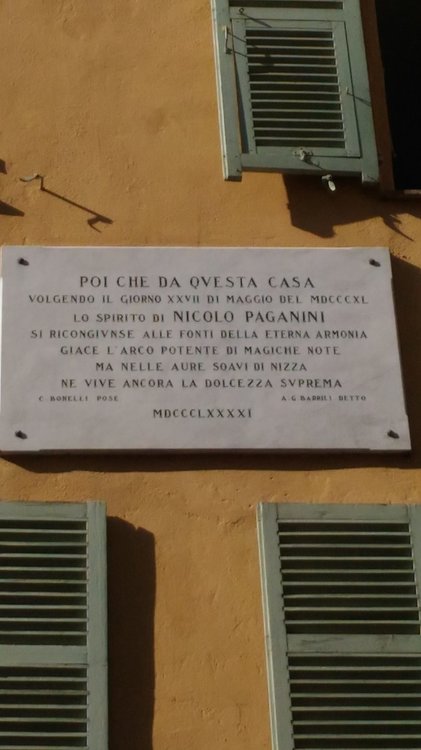 POI CHE DA QVESTA CASA
VOLGENDO IL GIORNO XXVII DI MAGGIO DEL MDCCCXL
LO SPIRITO DI NICOLO PAGANINI
SI RICONGIVNSE ALLE FONTI DELLA ETERNA ARMONIA
GIACE L'ARCO POTENTE DI MAGICHE NOTE
MA NELLE AURE SOAVI DI NIZZA
NE VIVE ANCORA LA DOLCEZZA SVPREMA
C. BONELLI POSE A.G. BARRILI DETTO
MDCCCLXXXXI